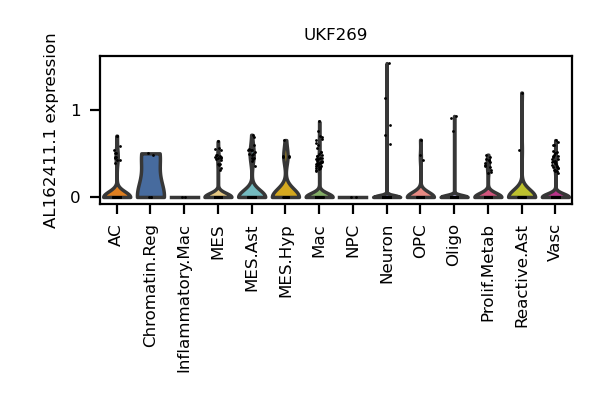 UKF269
AL162411.1 expression
1
0
AC
Chromatin.Reg
Inflammatory.Mac
MES
MES.Ast
MES.Hyp
Mac
NPC
Neuron
OPC
Oligo
Prolif.Metab
Reactive.Ast
Vasc